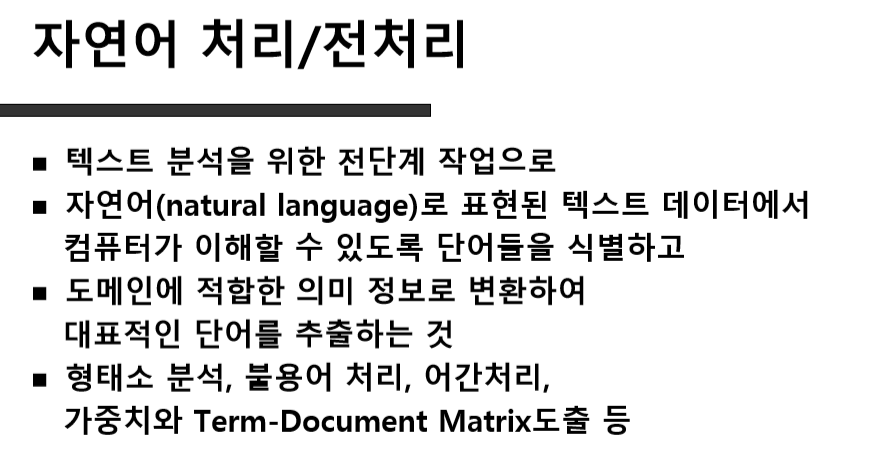 자연어 처리/전처리
■ 텍스트 분석을 위한 전단계 작업으로
■ 자연어(natural language)로 표현된 텍스트 데이터에서
컴퓨터가 이해할 수 있도록 단어들을 식별하고
■ 도메인에 적합한 의미 정보로 변환하여
대표적인 단어를 추출하는 것
■ 형태소 분석, 불용어 처리, 어간처리,
가중치와 Term-Document Matrix도출 등